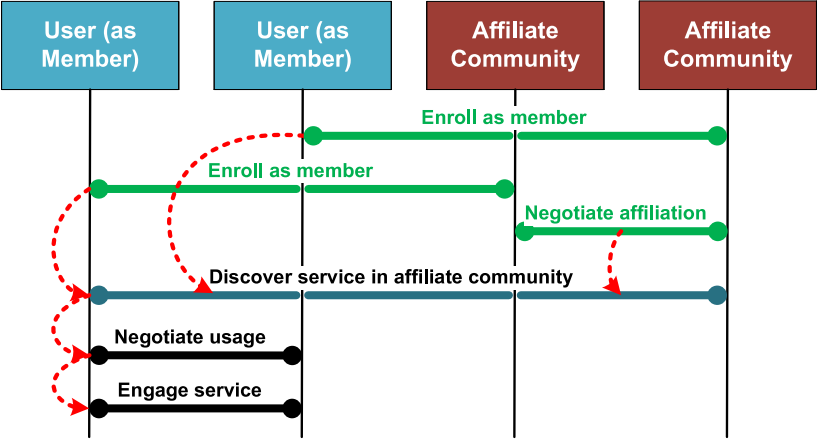 User (as
Member)
User (as
Member)
Affiliate
Community
Affiliate
Community
Enroll as member
Enroll as member
Negotiate affiliation
Discover service in affiliate community
Negotiate usage
Engage service